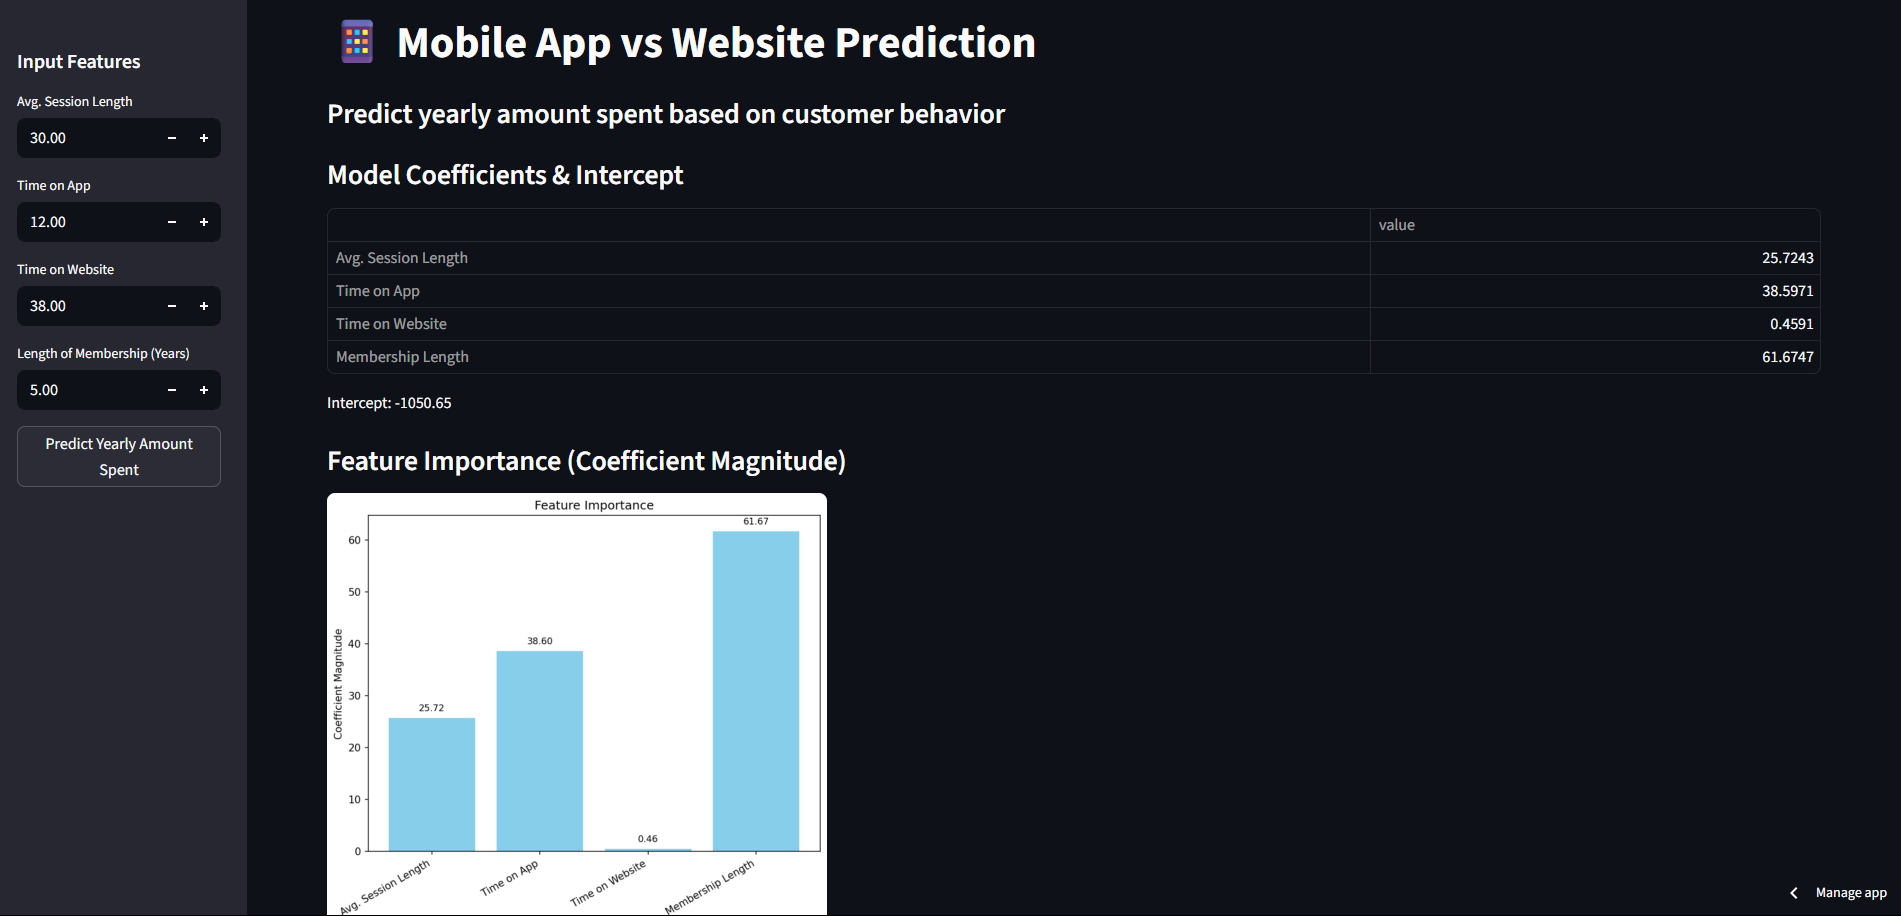 Input Features
Avg. Session Length
30.00
Time on App
12.00
Time on Website
38.00
Length of Membership (Years)
5.00
Predict Yearly Amount
Spent
Mobile App vs Website Prediction
Predict yearly amount spent based on customer behavior
Model Coefficients & Intercept
value
Avg. Session Length 25.7243
Time on App 38.5971
Time on Website 0.4591
Membership Length 61.6747
Intercept: -1050.65
Feature Importance (Coefficient Magnitude)
Feature Importance
Coefficient Magnitude
60
50
40
30
20
10
0
25.72
38.60
0.46
61.67
Avg. Session Length
Time on App
Time on Website
Membership Length
Manage app